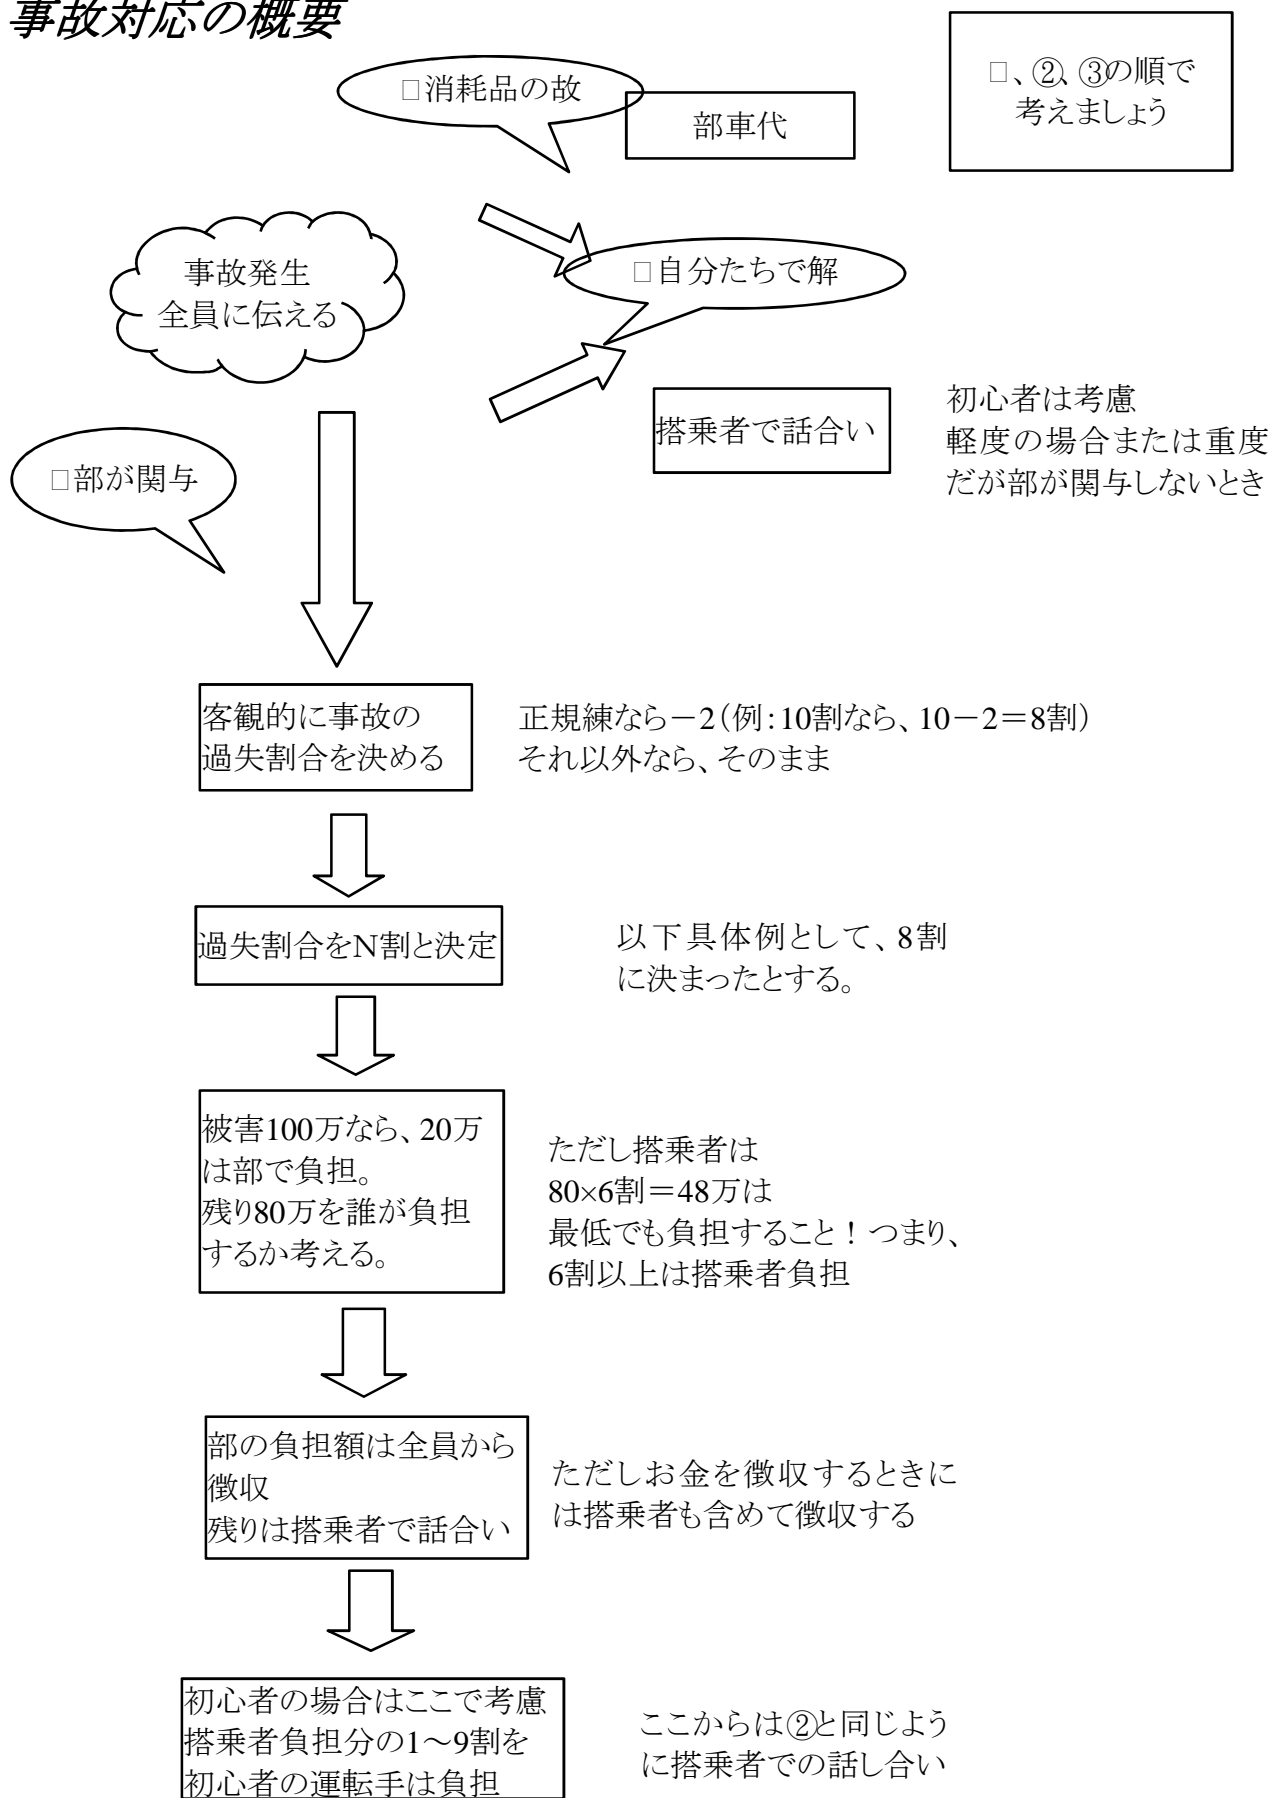 事故対応の概要
□消耗品の故
部車代
□、②、③の順で
考えましょう
事故発生
全員に伝える
□自分たちで解
搭乗者で話合い
初心者は考慮
軽度の場合または重度
だが部が関与しないとき
□部が関与
客観的に事故の
過失割合を決める
正規練なら－2（例：10割なら、10－2＝8割）
それ以外なら、そのまま
過失割合をN割と決定
以下具体例として、8割
に決まったとする。
被害100万なら、20万
は部で負担。
残り80万を誰が負担
するか考える。
ただし搭乗者は
80×6割＝48万は
最低でも負担すること！つまり、
6割以上は搭乗者負担
部の負担額は全員から
徴収
残りは搭乗者で話合い
ただしお金を徴収するときに
は搭乗者も含めて徴収する
初心者の場合はここで考慮
搭乗者負担分の1～9割を
初心者の運転手は負担
ここからは②と同じよう
に搭乗者での話し合い